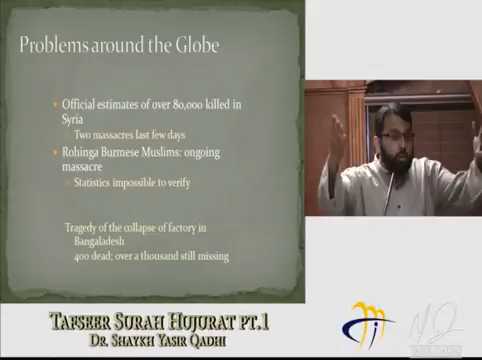 Problems around the Globe
Official estimates of over 80,000 killed in
Syria
Two massacres last few days
Rohinga Burmese Muslims: ongoing
massacre
Statistics impossible to verify
Tragedy of the collapse of factory in
Bangladesh
400 dead; over a thousand still missing
TAFSEER SURAH HUJURAT PT.1
DR. SHAYKH YASIR QADHI